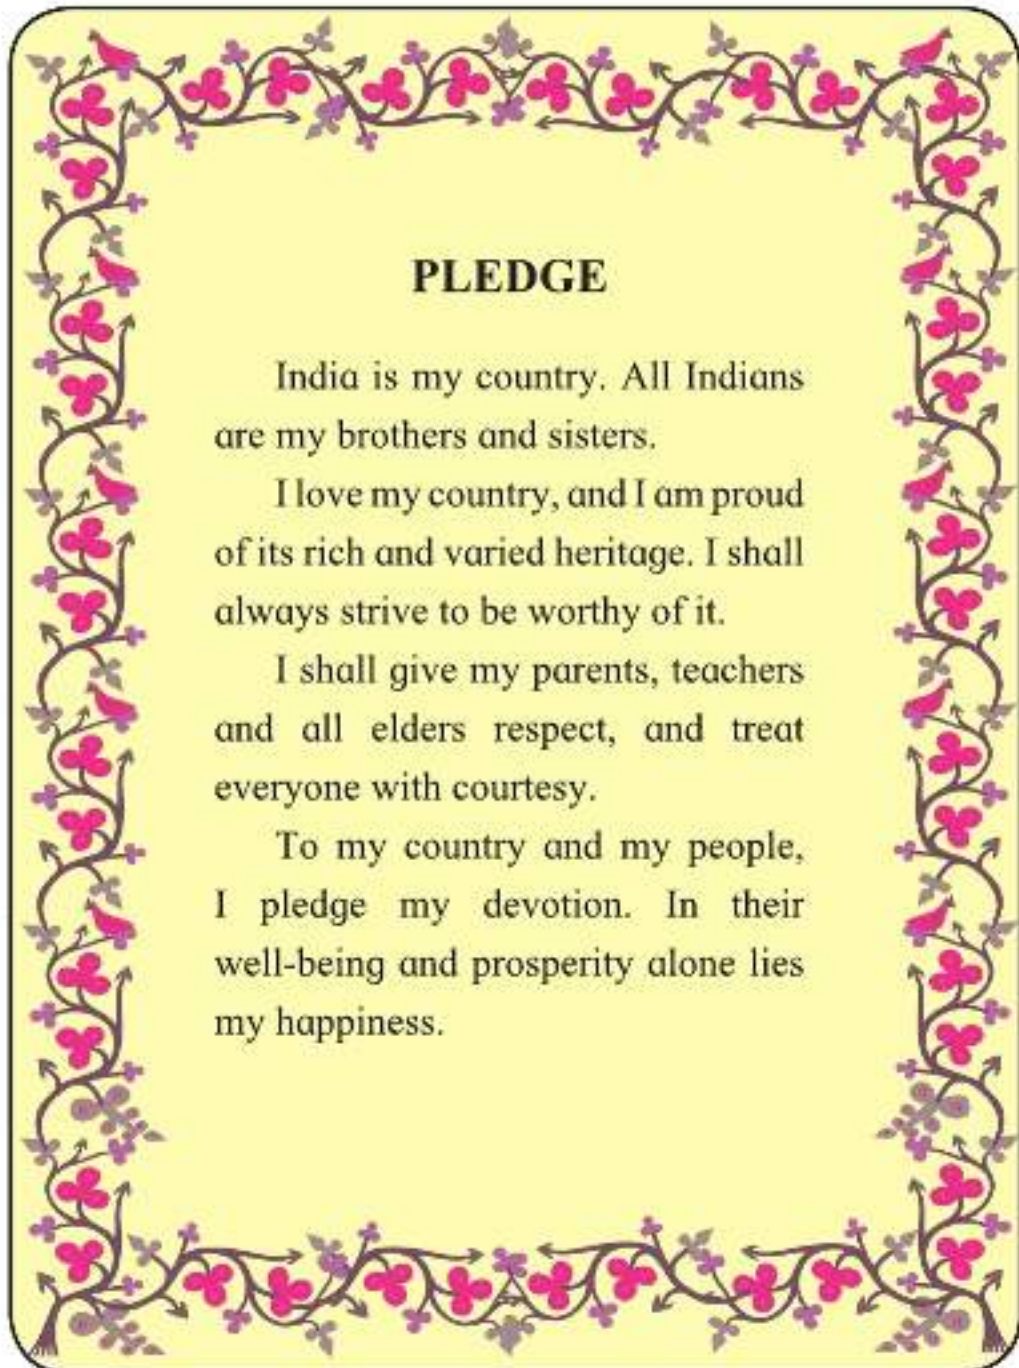 PLEDGE
India is my country. All Indians
are my brothers and sisters.
I love my country, and I am proud
of its rich and varied heritage. I shall
always strive to be worthy of it.
I shall give my parents, teachers
and all elders respect, and treat
everyone with courtesy.
To my country and my people,
I pledge my devotion. In their
well-being and prosperity alone lies
my happiness.